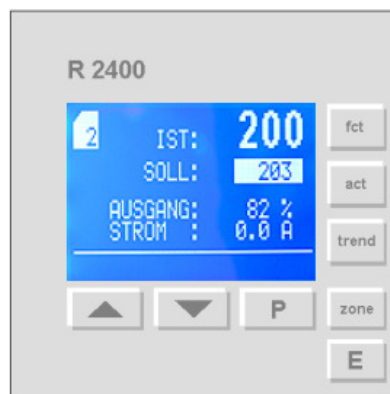 R 2400
2
IST: 200
SOLL: 203
AUSGANG: 82 %
STROM : 0.0 A
fct
act
trend
P
zone
E